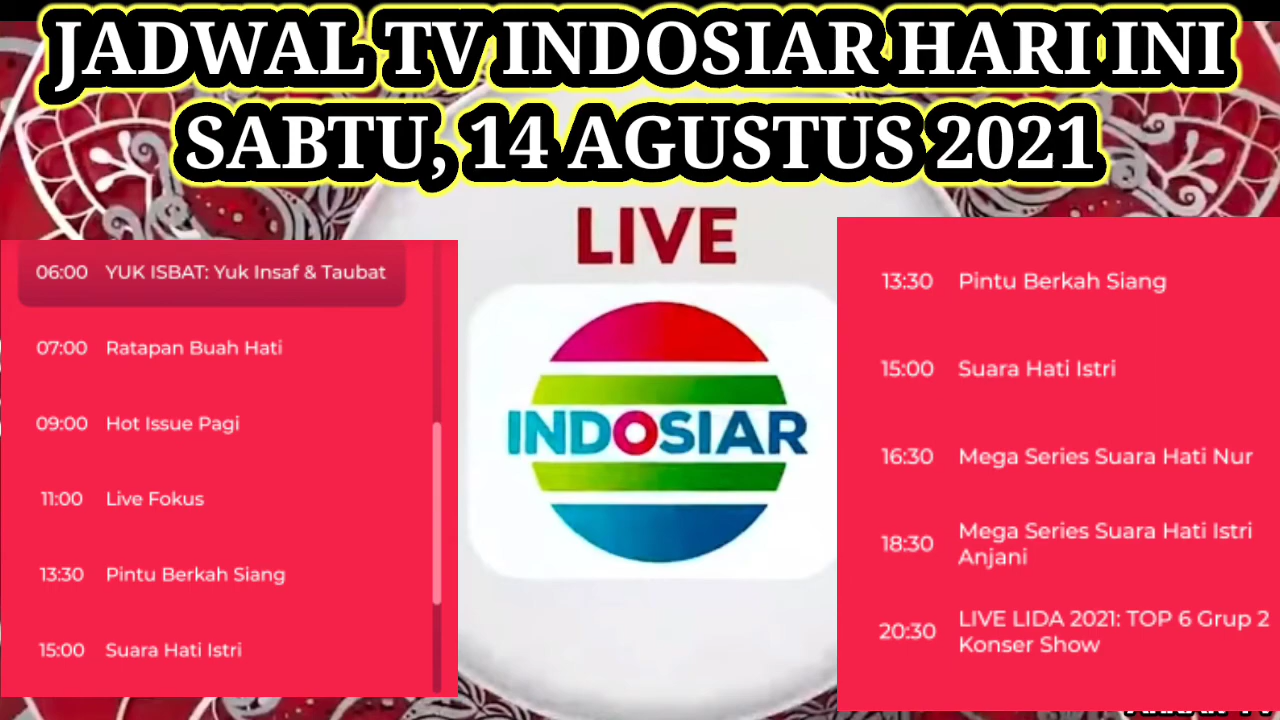 JADWAL TV INDOSIAR HARI INI
SABTU, 14 AGUSTUS 2021
LIVE
INDOSIAR
06:00 YUK ISBAT: Yuk Insaf & Taubat
07:00 Ratapan Buah Hati
09:00 Hot Issue Pagi
11:00 Live Fokus
13:30 Pintu Berkah Siang
15:00 Suara Hati Istri
13:30 Pintu Berkah Siang
15:00 Suara Hati Istri
16:30 Mega Series Suara Hati Nur
18:30 Mega Series Suara Hati Istri
Anjani
20:30 LIVE LIDA 2021: TOP 6 Grup 2
Konser Show